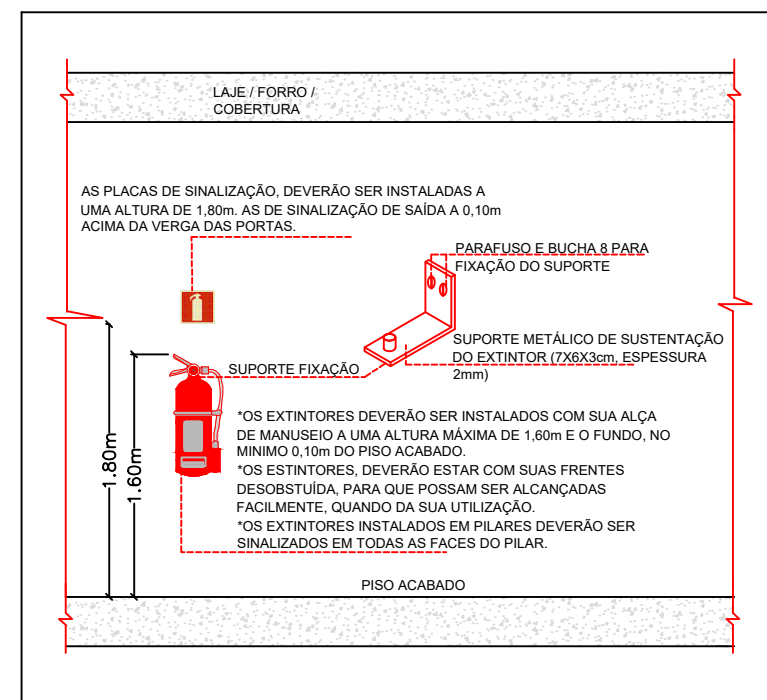 LAJE / FORRO /
COBERTURA
AS PLACAS DE SINALIZAÇÃO, DEVERÃO SER INSTALADAS A
UMA ALTURA DE 1,80m. AS DE SINALIZAÇÃO DE SAÍDA A 0,10m
ACIMA DA VERGA DAS PORTAS.
PARAFUSO E BUCHA 8 PARA
FIXAÇÃO DO SUPORTE
SUPORTE METÁLICO DE SUSTENTAÇÃO
DO EXTINTOR (7X6X3cm, ESPESSURA
2mm)
SUPORTE FIXAÇÃO
*OS EXTINTORES DEVERÃO SER INSTALADOS COM SUA ALÇA
DE MANUSEIO A UMA ALTURA MÁXIMA DE 1,60m E O FUNDO, NO
MINIMO 0,10m DO PISO ACABADO.
*OS ESTINTORES, DEVERÃO ESTAR COM SUAS FRENTES
DESOBSTUÍDA, PARA QUE POSSAM SER ALCANÇADAS
FACILMENTE, QUANDO DA SUA UTILIZAÇÃO.
*OS EXTINTORES INSTALADOS EM PILARES DEVERÃO SER
SINALIZADOS EM TODAS AS FACES DO PILAR.
1.80m
1.60m
PISO ACABADO